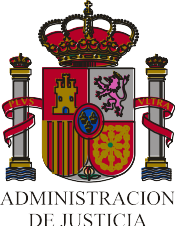 PLVS VLTRA
ADMINISTRACION
DE JUSTICIA